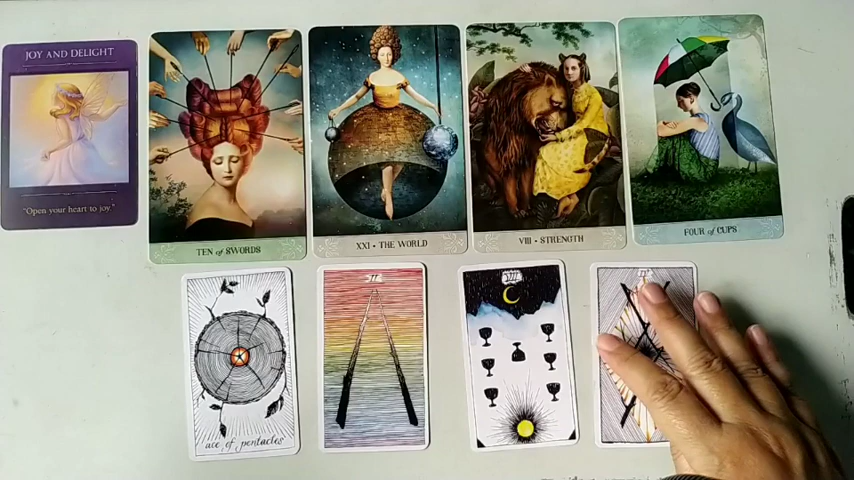 JOY AND DELIGHT
"Open your heart to joy."
TEN of SWORDS
XXI • THE WORLD
VIII • STRENGTH
FOUR of CUPS
ace of pentacles
II